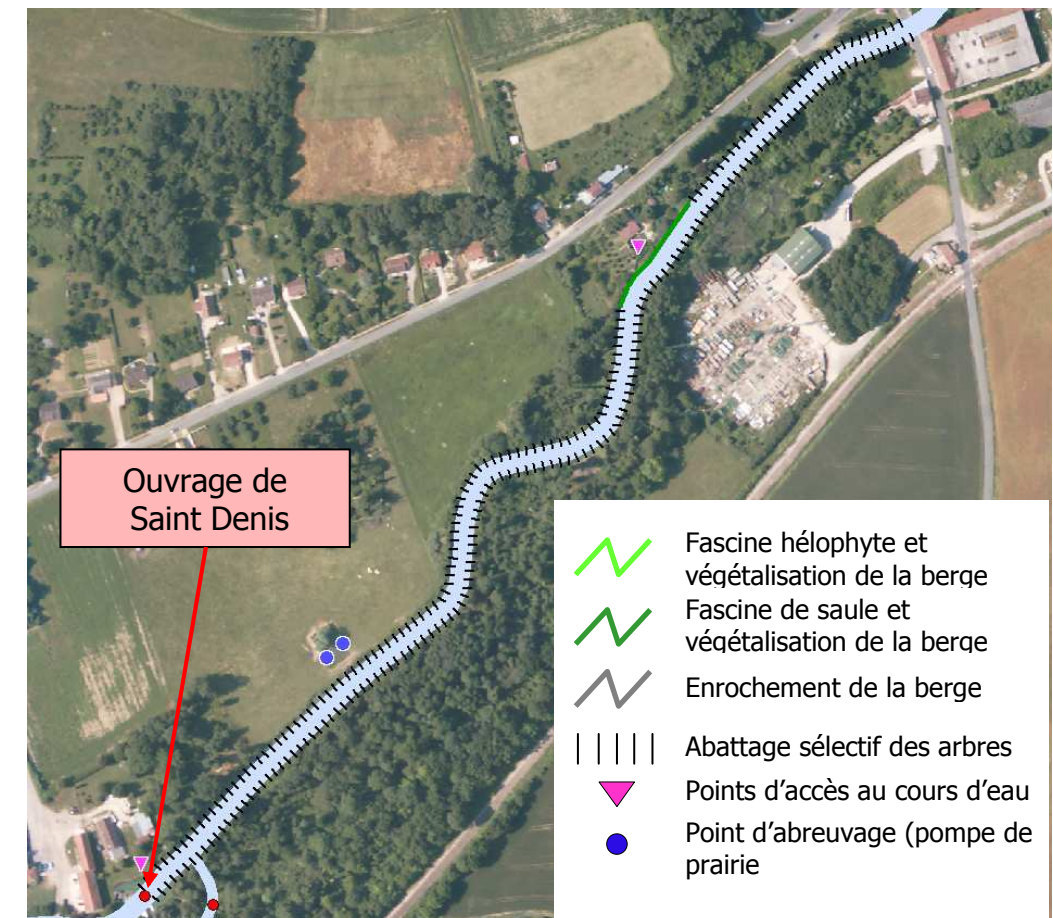 Ouvrage de
Saint Denis
Fascine hélophyte et
végétalisation de la berge
Fascine de saule et
végétalisation de la berge
Enrochement de la berge
Abattage sélectif des arbres
Points d'accès au cours d'eau
Point d'abreuvage (pompe de
prairie